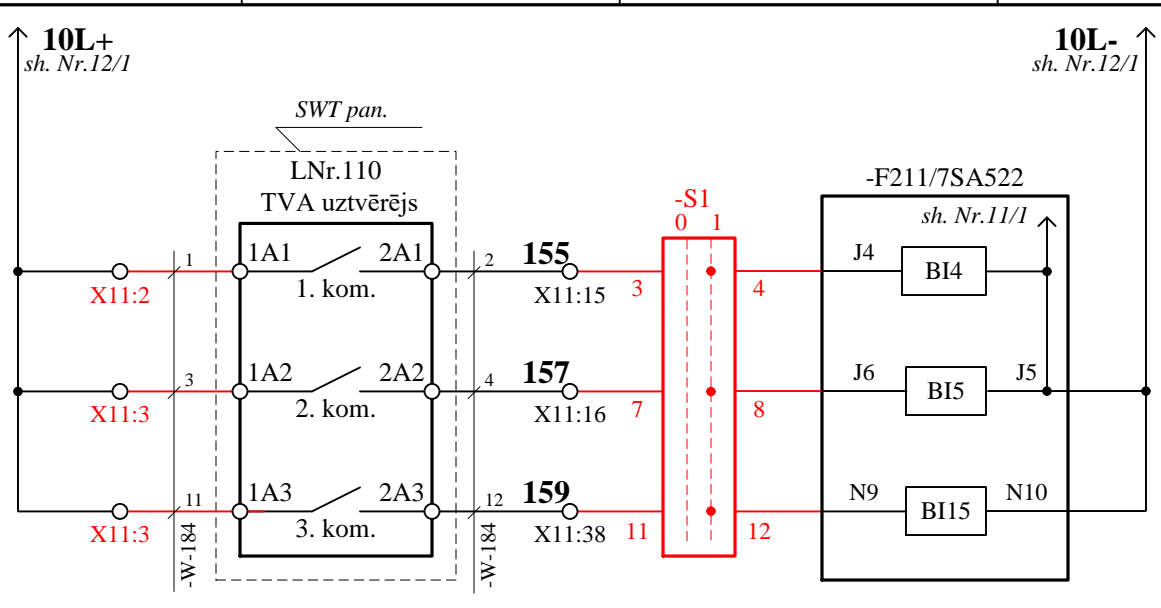 10L+
sh. Nr.12/1
10L-
sh. Nr.12/1
SWT pan.
LNr.110
TVA uztvērējs
-S1
0 1
-F211/7SA522
sh. Nr.11/1
1 1A1 2A1 2 155 J4 BI4
X11:2 1. kom. X11:15 3 4
3 1A2 2A2 4 157 J6 BI5 J5
X11:3 2. kom. X11:16 7 8
11 1A3 2A3 12 159 N9 BI15 N10
X11:3 3. kom. X11:38 11 12
-W-184
-W-184